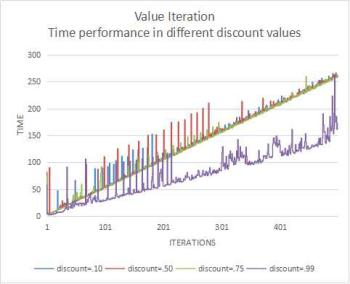 Value Iteration
Time performance in different discount values
300
250
200
150
100
50
0
TIME
1 101 201 301 401
ITERATIONS
discount=.10 discount=.50 discount=.75 discount=.99